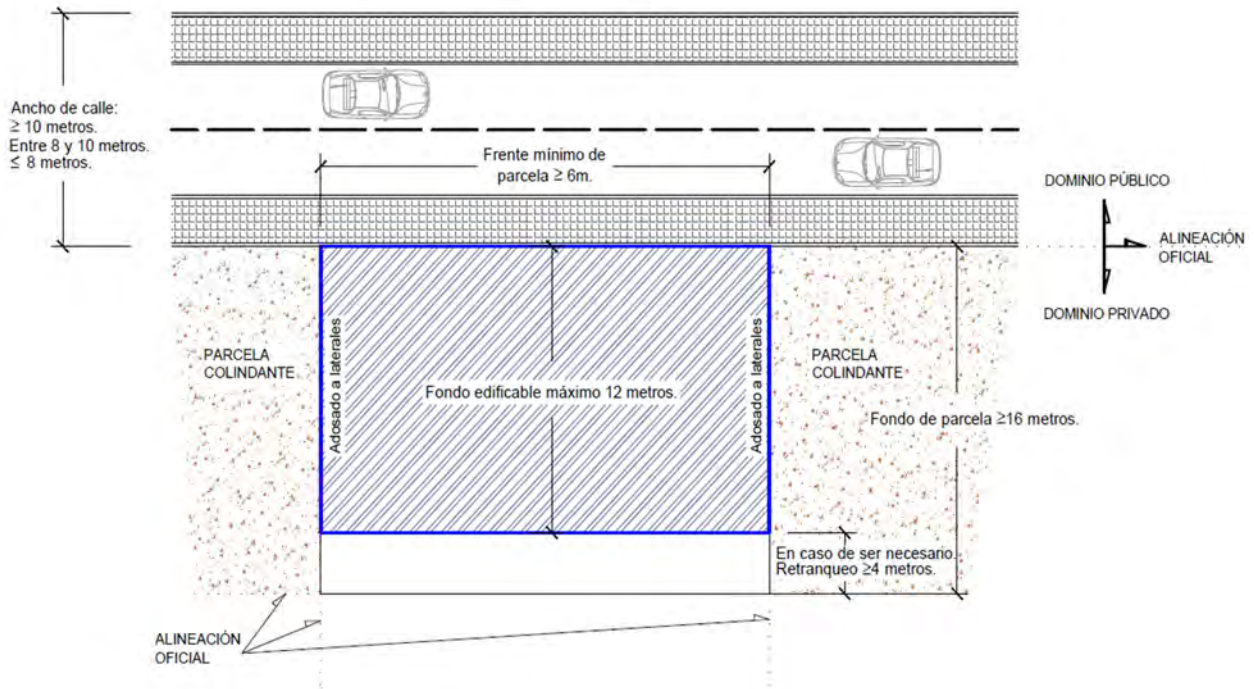 Ancho de calle:
≥ 10 metros.
Entre 8 y 10 metros.
≤ 8 metros.
Frente mínimo de
parcela ≥ 6m.
DOMINIO PÚBLICO
ALINEACIÓN
OFICIAL
DOMINIO PRIVADO
PARCELA
COLINDANTE
Adosado a laterales
Fondo edificable máximo 12 metros.
Adosado a laterales
PARCELA
COLINDANTE
Fondo de parcela ≥16 metros.
En caso de ser necesario.
Retranqueo ≥4 metros.
ALINEACIÓN
OFICIAL